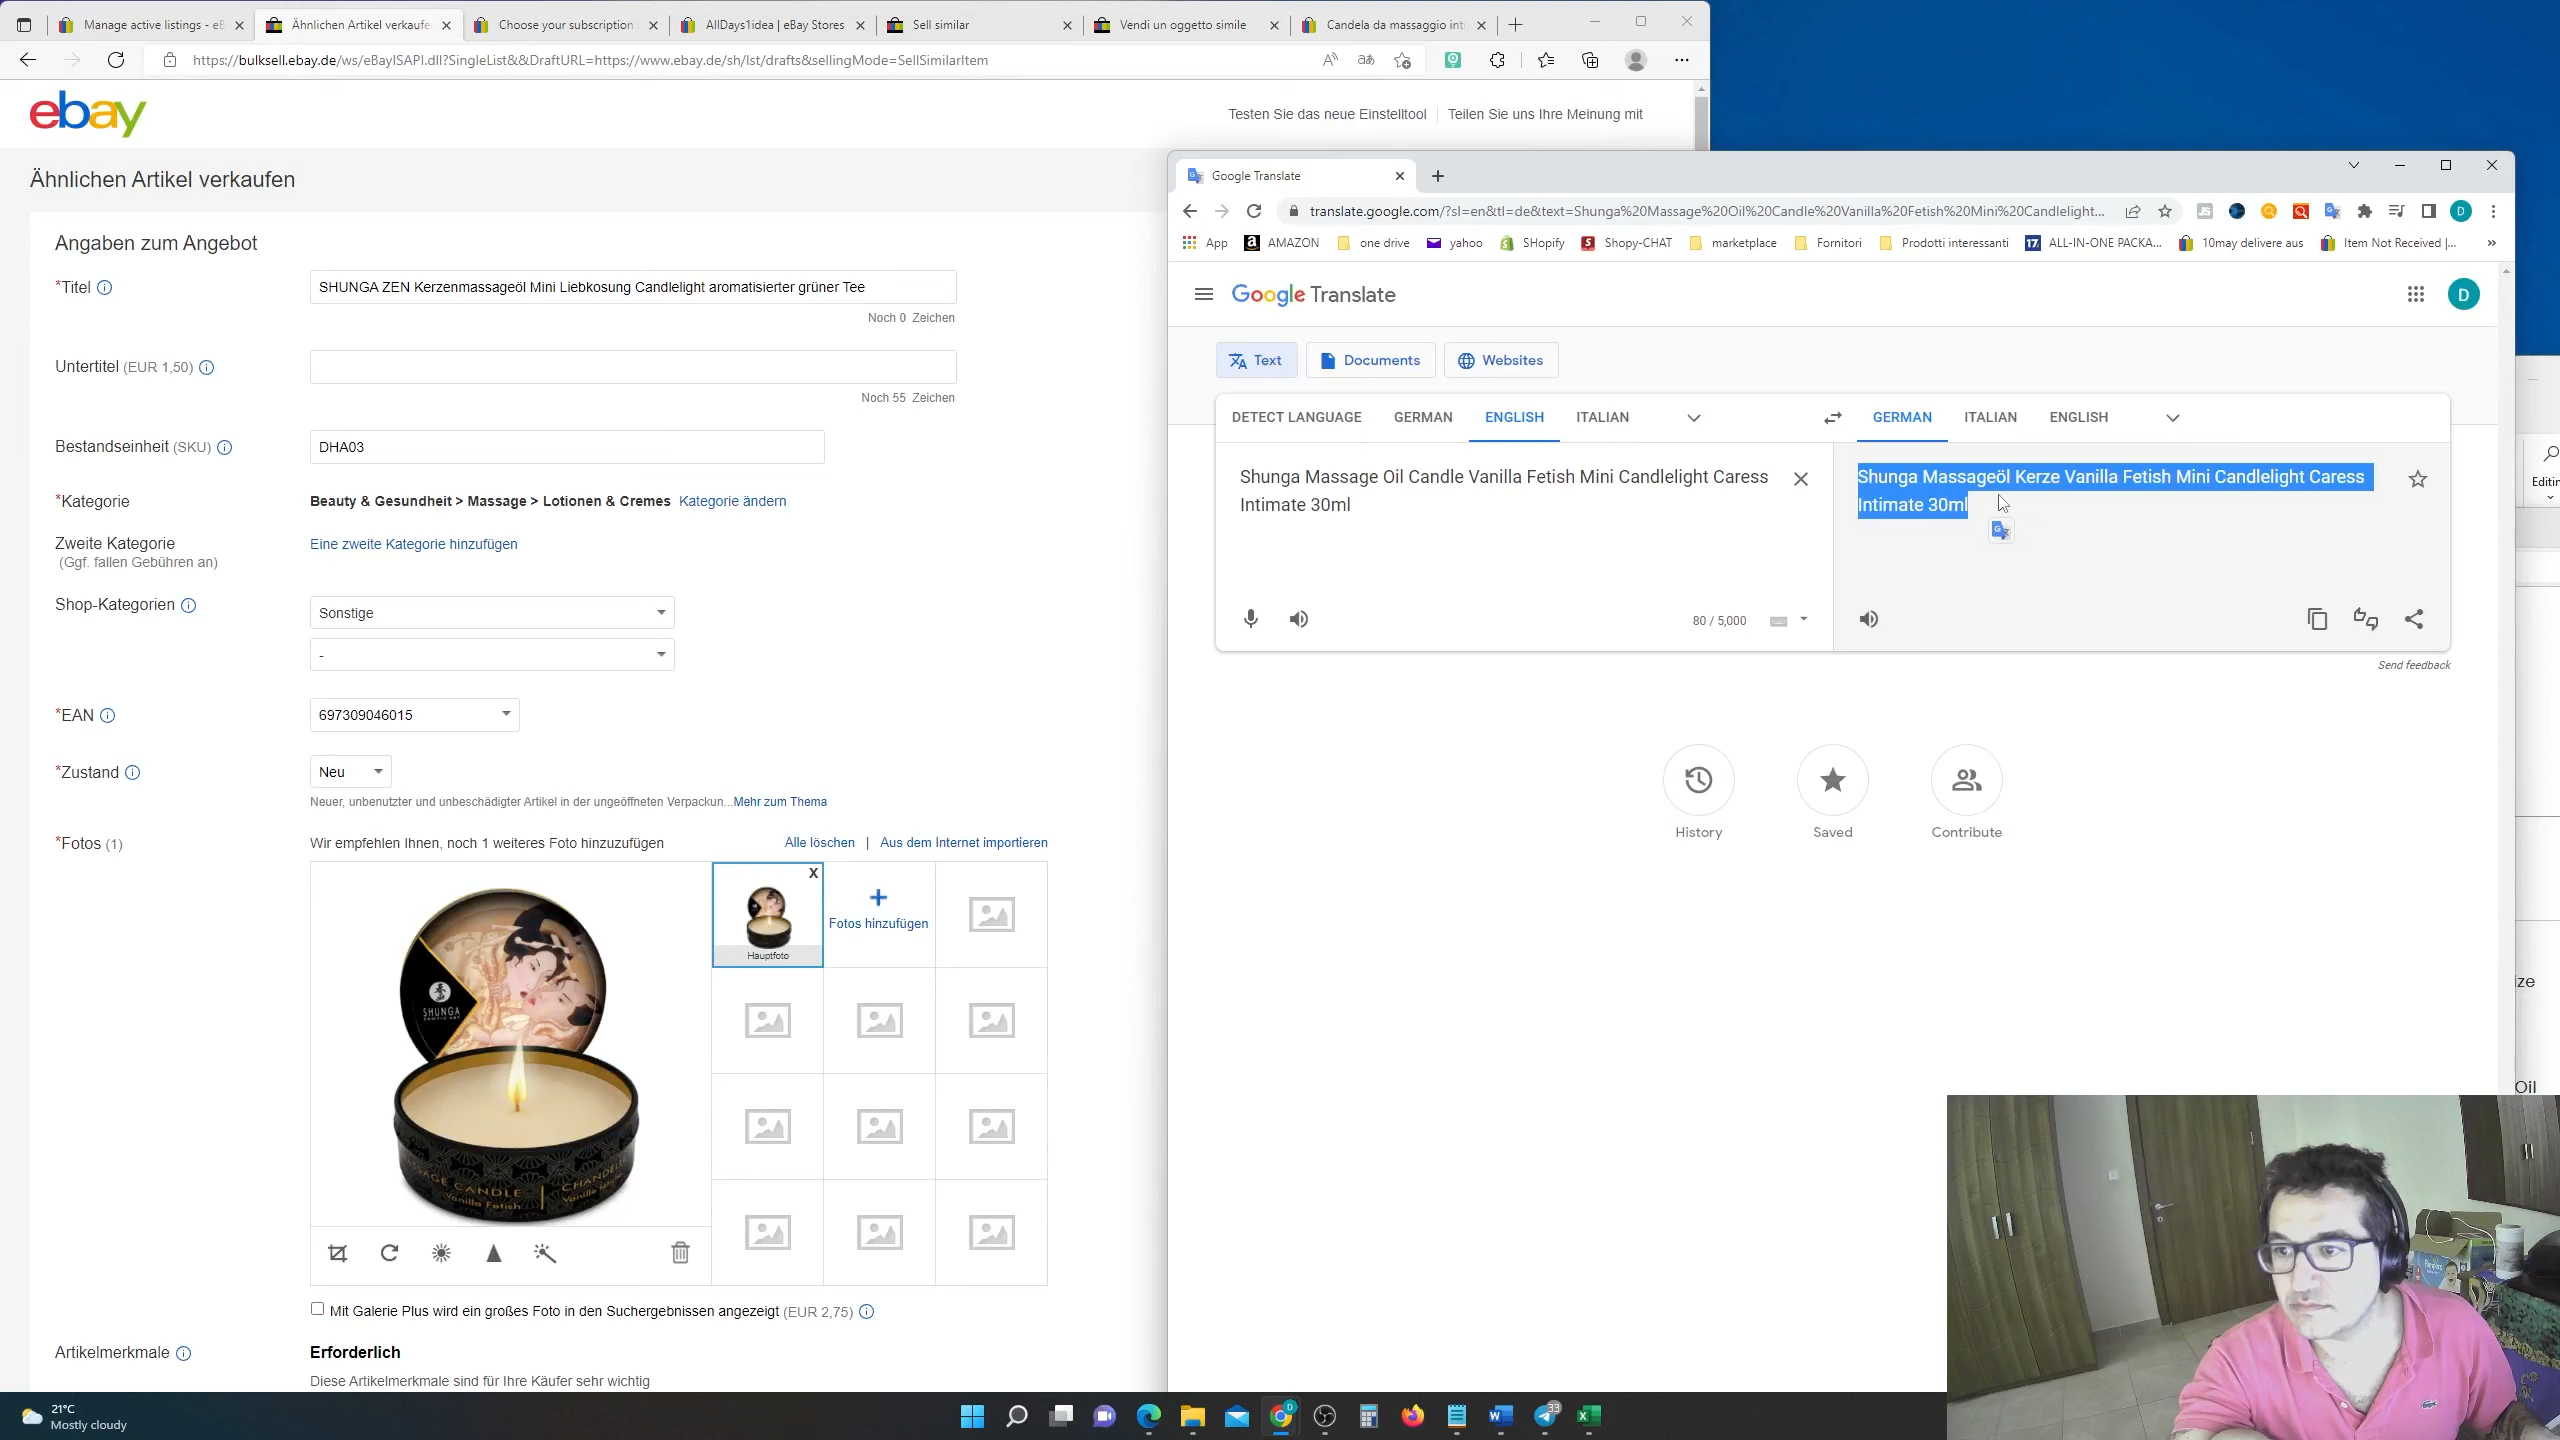 Manage active listings - eB
Ähnlichen Artikel verkaufe
Choose your subscription
AllDays1idea | eBay Stores
Sell similar
Vendi un oggetto simile
Candela da massaggio inti
https://bulksell.ebay.de/ws/eBayISAPI.dll?SingleList&&DraftURL=https://www.ebay.de/sh/lst/drafts&sellingMode=SellSimilarItem
ebay
Testen Sie das neue Einstelltool
Teilen Sie uns Ihre Meinung mit
Ähnlichen Artikel verkaufen
Angaben zum Angebot
*Titel
SHUNGA ZEN Kerzenmassageöl Mini Liebkosung Candlelight aromatisierter grüner Tee
Noch 0 Zeichen
Untertitel (EUR 1,50)
Noch 55 Zeichen
Bestandseinheit (SKU)
DHA03
*Kategorie
Beauty & Gesundheit > Massage > Lotionen & Cremes Kategorie ändern
Zweite Kategorie
(Ggf. fallen Gebühren an)
Eine zweite Kategorie hinzufügen
Shop-Kategorien
Sonstige
-
*EAN
697309046015
*Zustand
Neu
Neuer, unbenutzter und unbeschädigter Artikel in der ungeöffneten Verpackun...Mehr zum Thema
*Fotos (1)
Wir empfehlen Ihnen, noch 1 weiteres Foto hinzuzufügen
Alle löschen | Aus dem Internet importieren
X
Hauptfoto
Fotos hinzufügen
SHUNGA
MASSAGE CANDLE
Vanilla Fetish
Mit Galerie Plus wird ein großes Foto in den Suchergebnissen angezeigt (EUR 2,75)
Artikelmerkmale
Erforderlich
Diese Artikelmerkmale sind für Ihre Käufer sehr wichtig
Google Translate
translate.google.com/?sl=en&tl=de&text=Shunga%20Massage%20Oil%20Candle%20Vanilla%20Fetish%20Mini%20Candlelight...
D
App
AMAZON
one drive
yahoo
SHopify
Shopy-CHAT
marketplace
Fornitori
Prodotti interessanti
ALL-IN-ONE PACKA...
10may delivere aus
Item Not Received |...
»
Google Translate
D
Text
Documents
Websites
DETECT LANGUAGE
GERMAN
ENGLISH
ITALIAN
GERMAN
ITALIAN
ENGLISH
Shunga Massage Oil Candle Vanilla Fetish Mini Candlelight Caress
Intimate 30ml
80 / 5,000
Shunga Massageöl Kerze Vanilla Fetish Mini Candlelight Caress
Intimate 30ml
Send feedback
History
Saved
Contribute
Editin
ize
Oil
21°C
Mostly cloudy
33